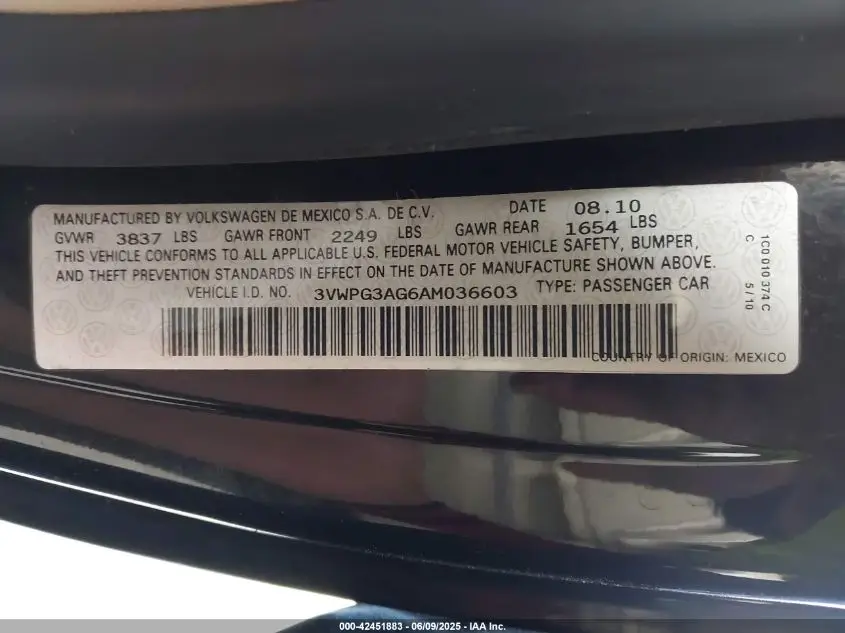 MANUFACTURED BY VOLKSWAGEN DE MEXICO S.A. DE C.V. DATE 08.10
GVWR 3837 LBS GAWR FRONT 2249 LBS GAWR REAR 1654 LBS
THIS VEHICLE CONFORMS TO ALL APPLICABLE U.S. FEDERAL MOTOR VEHICLE SAFETY, BUMPER,
AND THEFT PREVENTION STANDARDS IN EFFECT ON THE DATE OF MANUFACTURE SHOWN ABOVE.
VEHICLE I.D. NO. 3VWPG3AG6AM036603 TYPE: PASSENGER CAR
COUNTRY OF ORIGIN: MEXICO
1C0 010 374 C
C 5/10
000-42451883 - 06/09/2025 - IAA Inc.